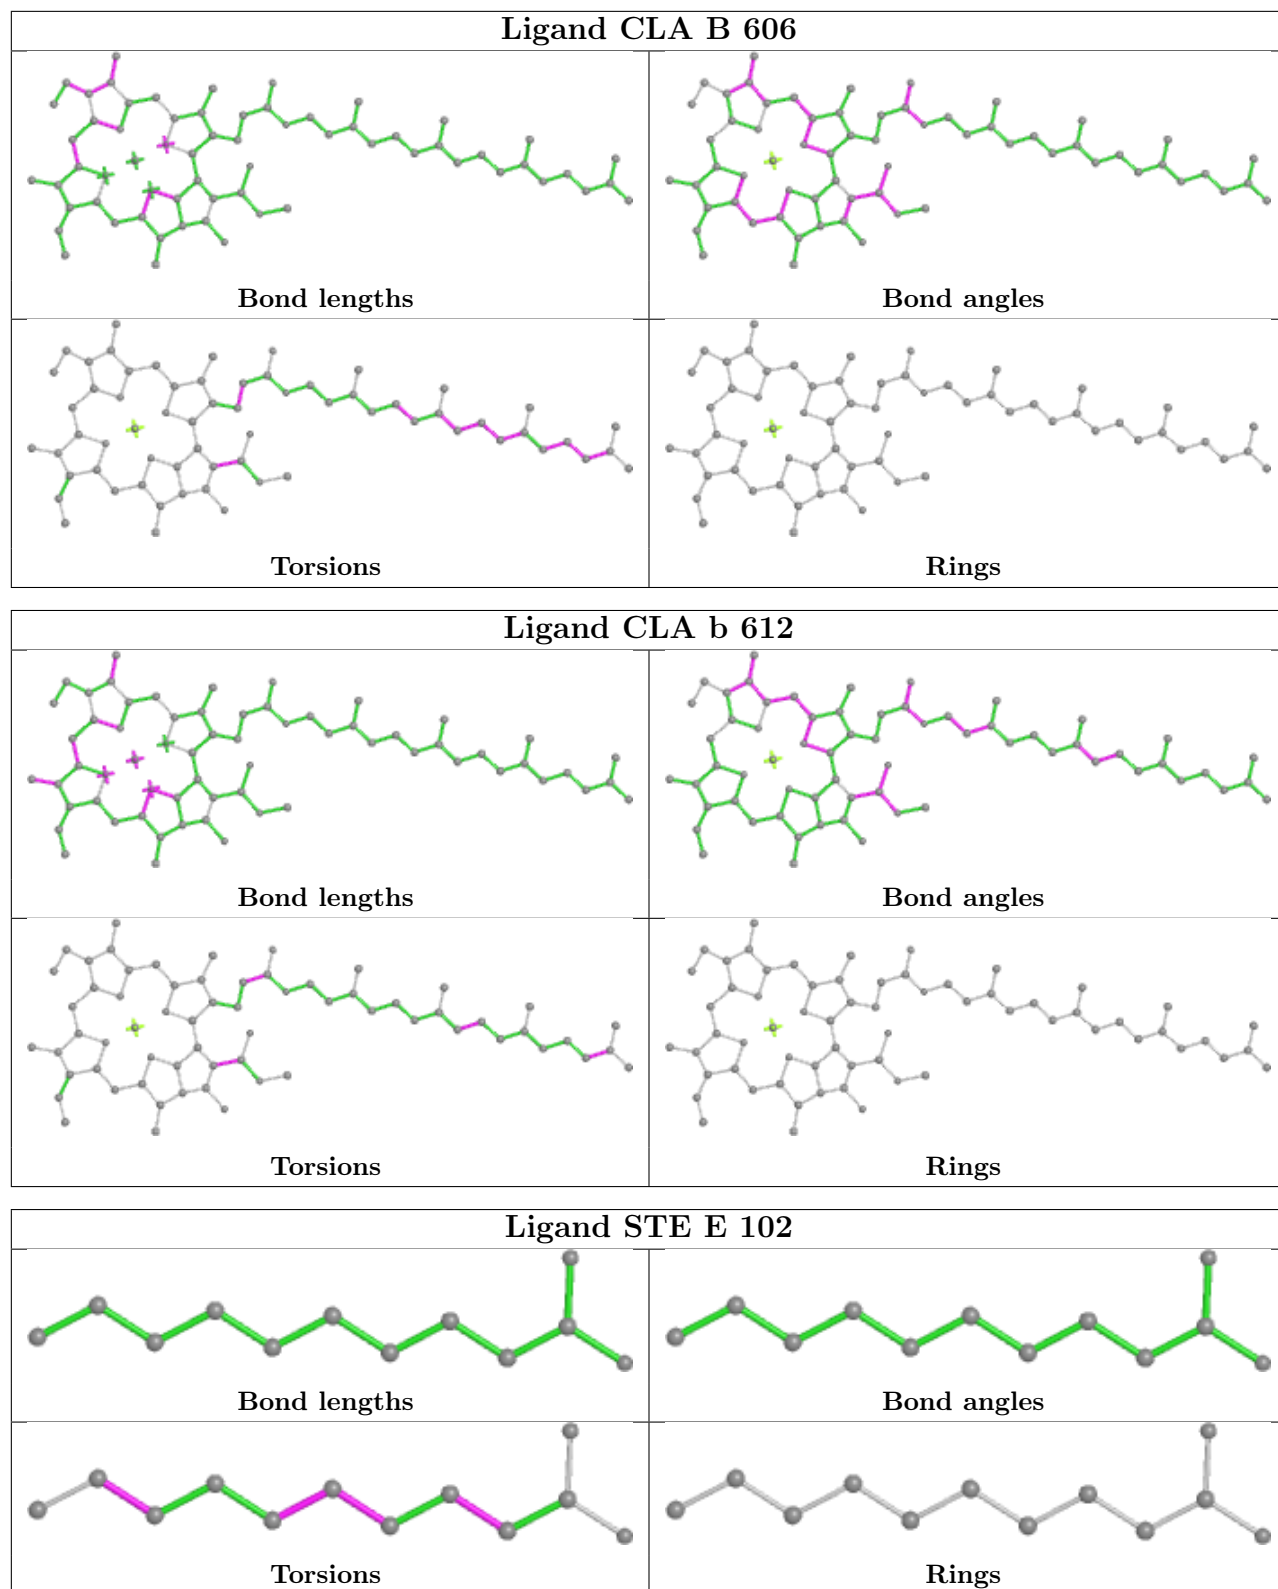 Ligand CLA B 606
Bond lengths
Bond angles
Torsions
Rings
Ligand CLA b 612
Bond lengths
Bond angles
Torsions
Rings
Ligand STE E 102
Bond lengths
Bond angles
Torsions
Rings